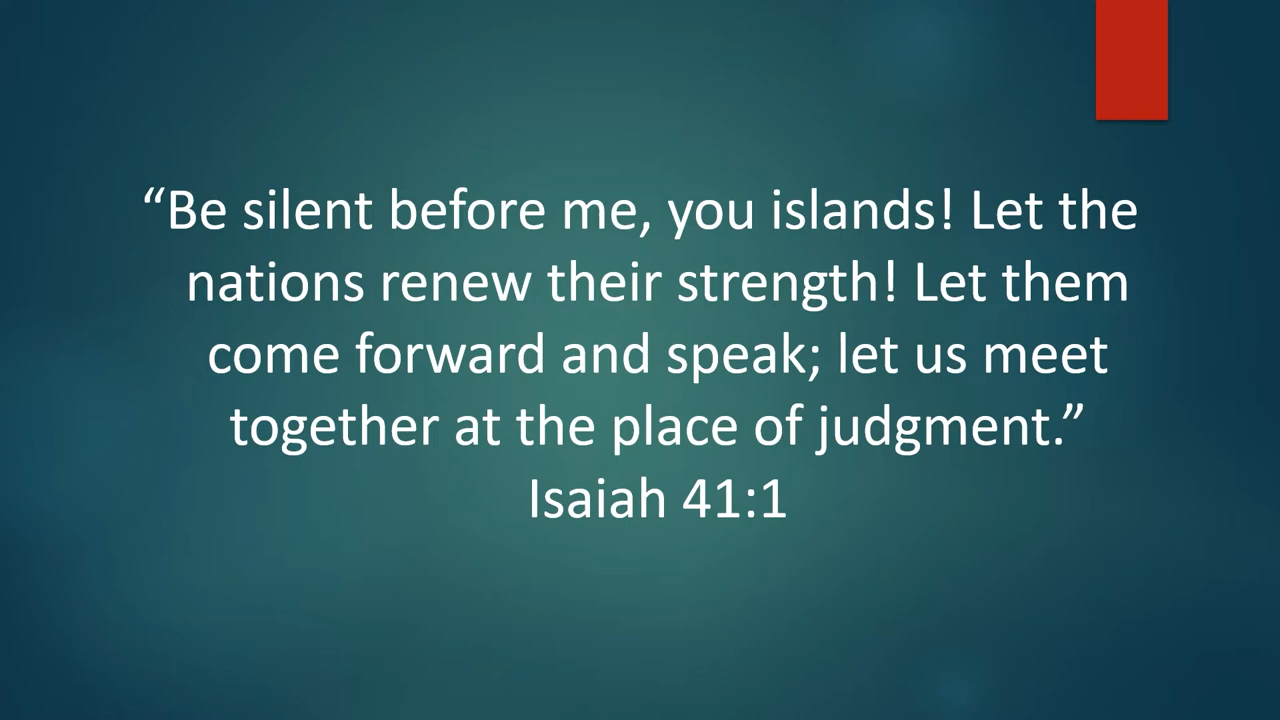 “Be silent before me, you islands! Let the
nations renew their strength! Let them
come forward and speak; let us meet
together at the place of judgment.”
Isaiah 41:1